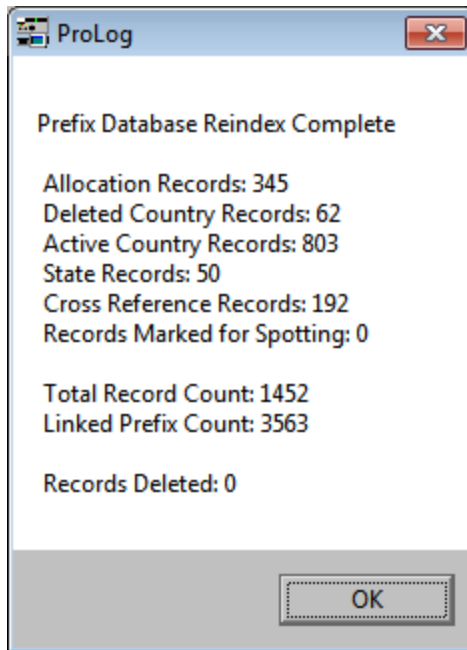 ProLog
Prefix Database Reindex Complete
Allocation Records: 345
Deleted Country Records: 62
Active Country Records: 803
State Records: 50
Cross Reference Records: 192
Records Marked for Spotting: 0
Total Record Count: 1452
Linked Prefix Count: 3563
Records Deleted: 0
OK